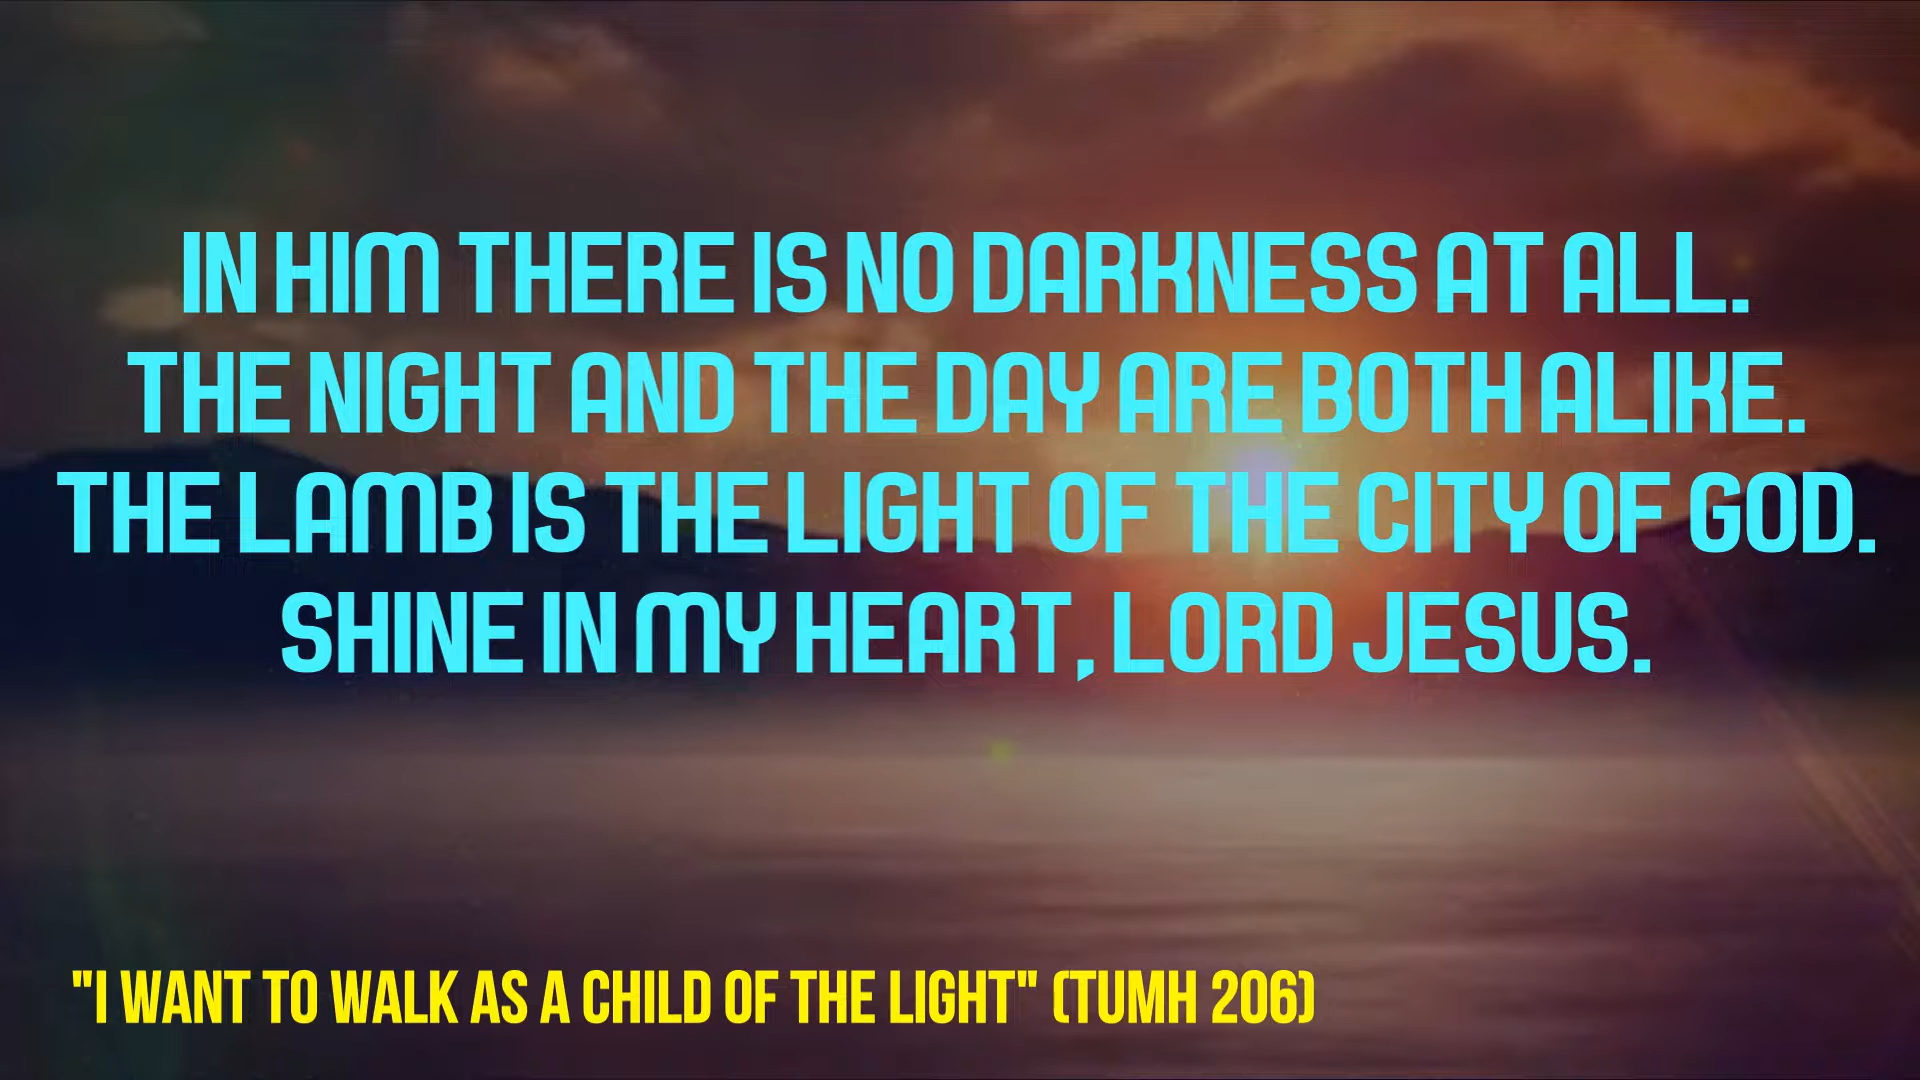 IN HIM THERE IS NO DARKNESS AT ALL.
THE NIGHT AND THE DAY ARE BOTH ALIKE.
THE LAMB IS THE LIGHT OF THE CITY OF GOD.
SHINE IN MY HEART, LORD JESUS.
"I WANT TO WALK AS A CHILD OF THE LIGHT" (TUMH 206)